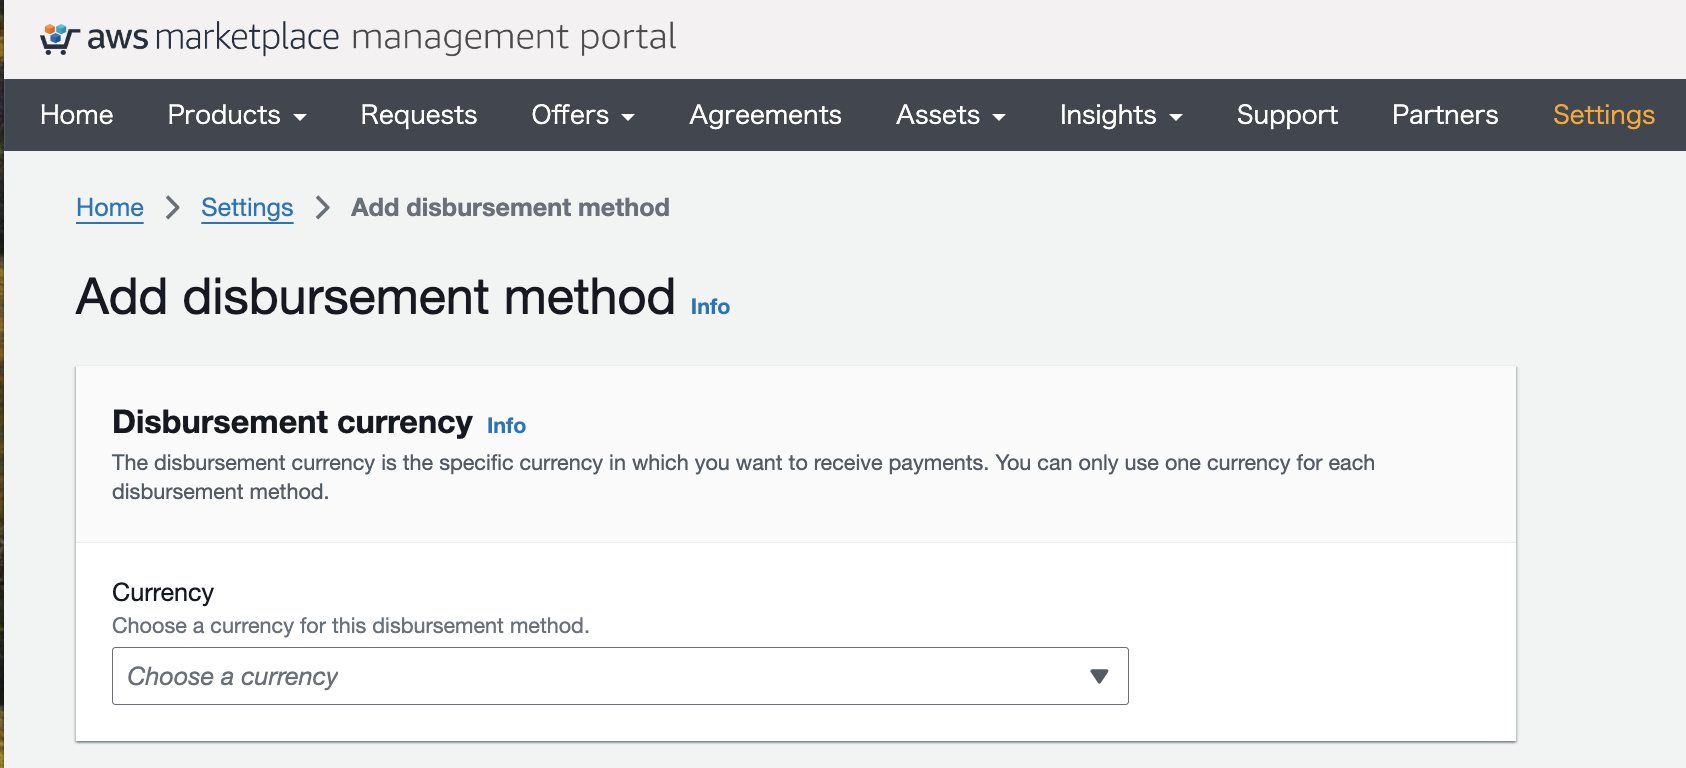 aws marketplace management portal
Home Products Requests Offers Agreements Assets Insights Support Partners Settings
Home Settings Add disbursement method
Add disbursement method Info
Disbursement currency Info
The disbursement currency is the specific currency in which you want to receive payments. You can only use one currency for each
disbursement method.
Currency
Choose a currency for this disbursement method.
Choose a currency